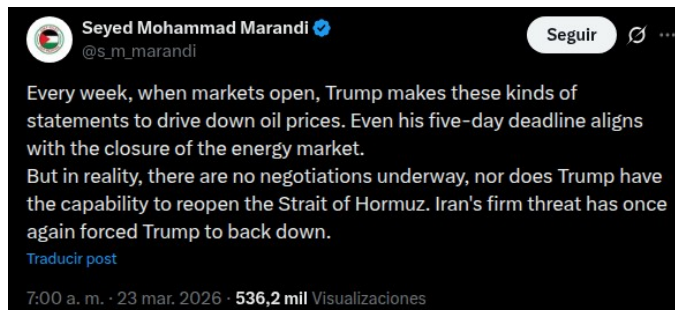 Seyed Mohammad Marandi
@s_m_marandi
Seguir
Every week, when markets open, Trump makes these kinds of
statements to drive down oil prices. Even his five-day deadline aligns
with the closure of the energy market.
But in reality, there are no negotiations underway, nor does Trump have
the capability to reopen the Strait of Hormuz. Iran's firm threat has once
again forced Trump to back down.
Traducir post
7:00 a. m. · 23 mar. 2026 · 536,2 mil Visualizaciones